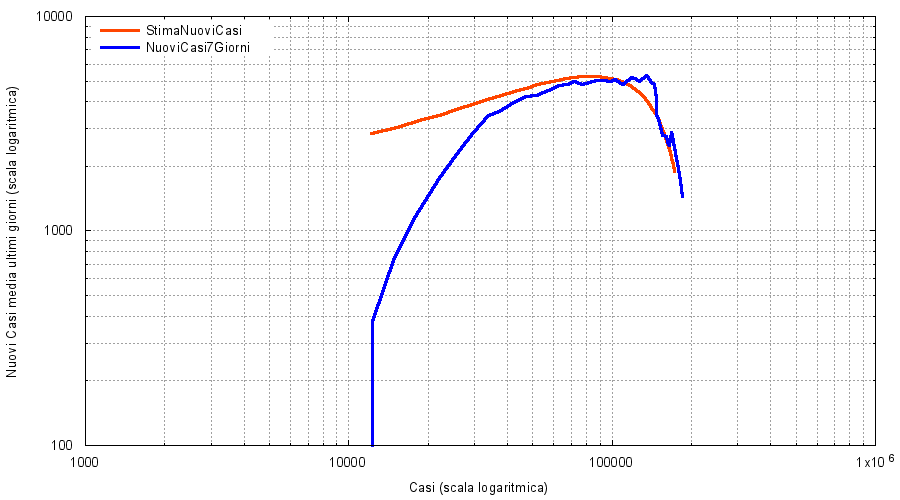 10000
StimaNuoviCasi
NuoviCasi7Giorni
Nuovi Casi media ultimi giorni (scala logaritmica)
1000
100
1000
10000
100000
1x10 6
Casi (scala logaritmica)